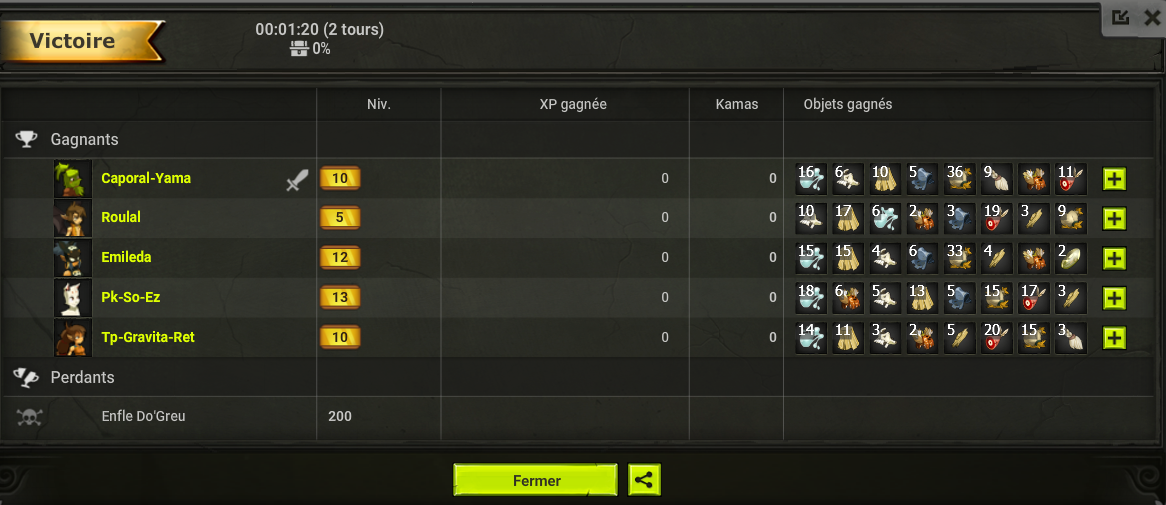 Victoire
00:01:20 (2 tours)
0%
Niv. XP gagnée Kamas Objets gagnés
Gagnants
Caporal-Yama 10 0 0 16 6 10 5 36 9 11
Roulal 5 0 0 10 17 6 2 3 19 3 9
Emileda 12 0 0 15 15 4 6 33 4 2
Pk-So-Ez 13 0 0 18 6 5 13 5 15 17 3
Tp-Gravita-Ret 10 0 0 14 11 3 2 5 20 15 3
Perdants
Enfle Do'Greu 200
Fermer